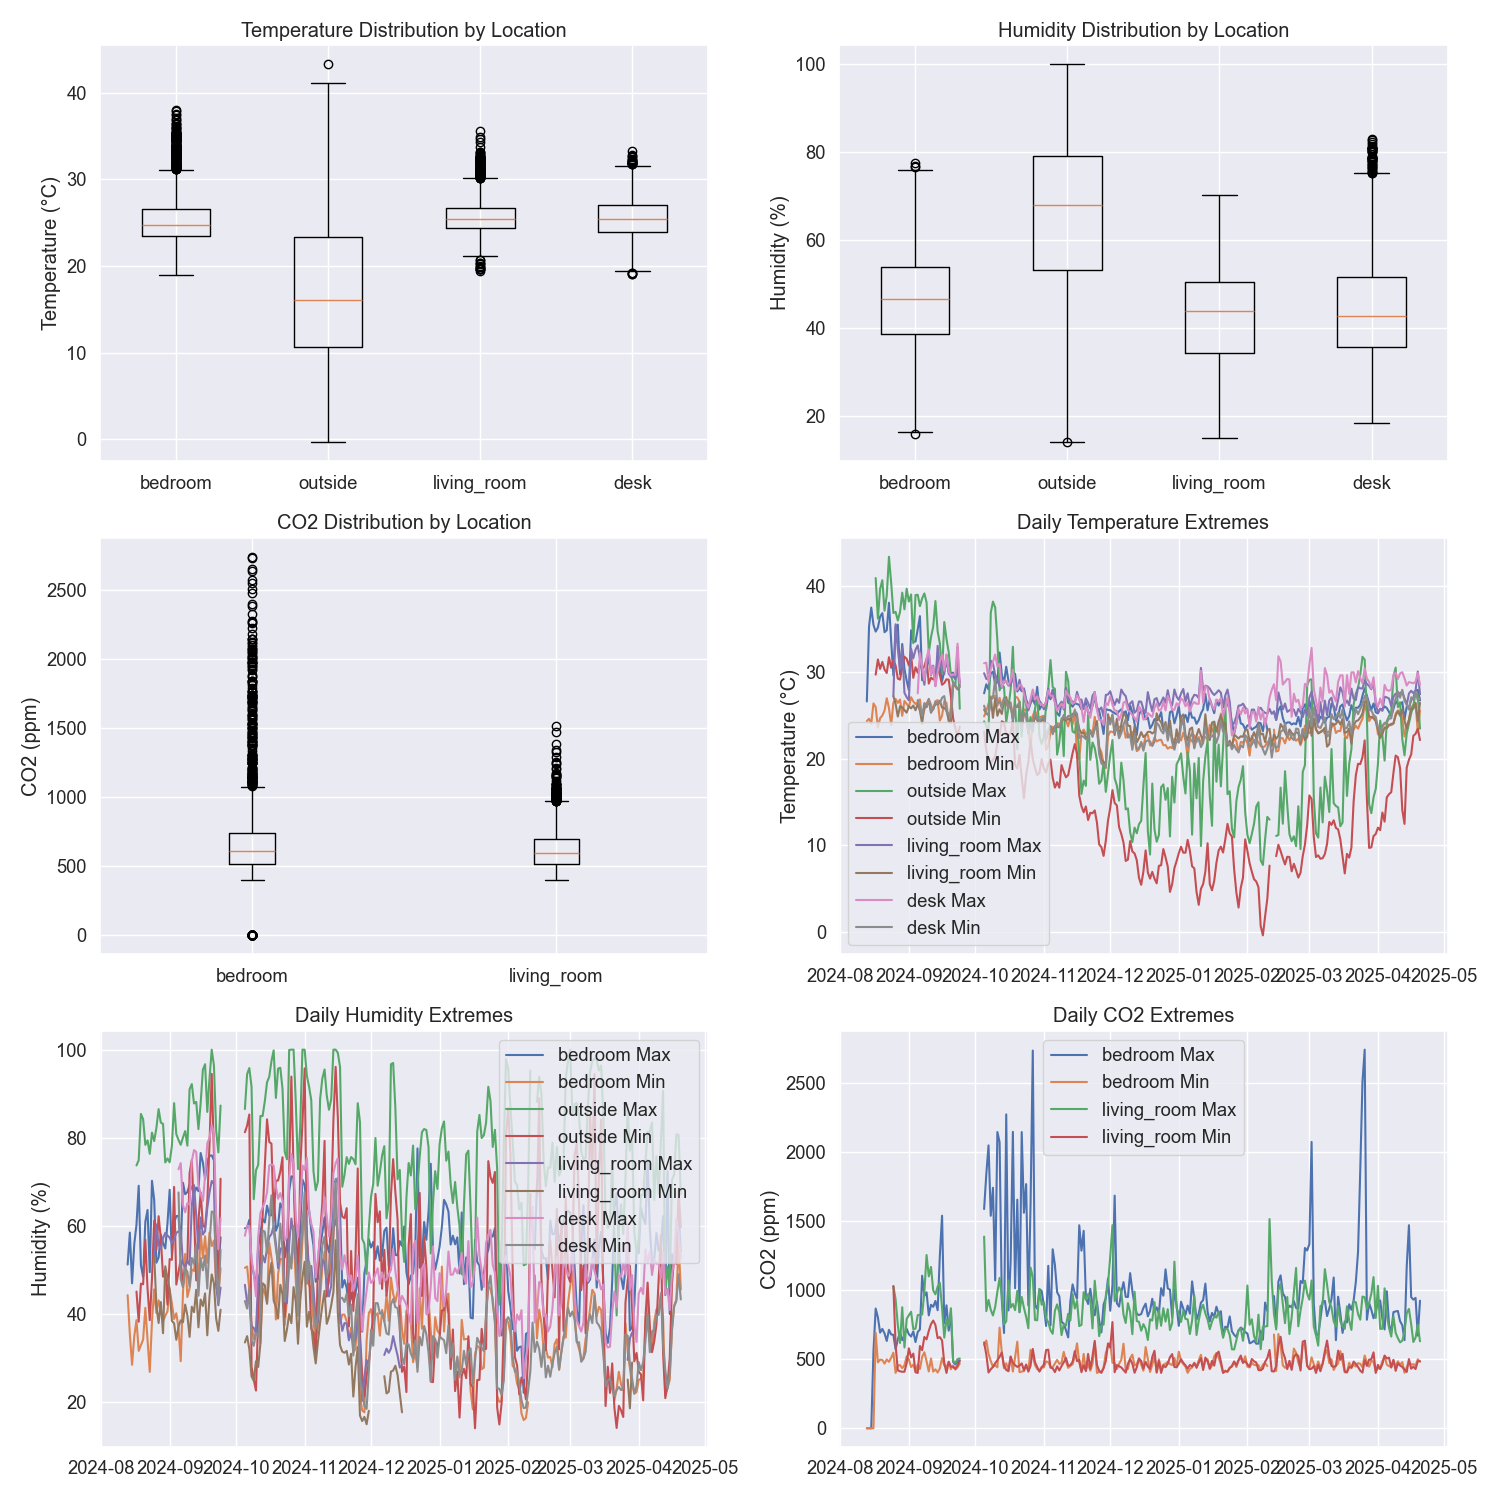 Temperature Distribution by Location
Temperature (°C)
40
30
20
10
0
bedroom outside living_room desk
Humidity Distribution by Location
Humidity (%)
100
80
60
40
20
bedroom outside living_room desk
CO2 Distribution by Location
CO2 (ppm)
2500
2000
1500
1000
500
0
bedroom living_room
Daily Temperature Extremes
Temperature (°C)
40
30
20
10
0
bedroom Max
bedroom Min
outside Max
outside Min
living_room Max
living_room Min
desk Max
desk Min
2024-08 2024-09 2024-10 2024-11 2024-12 2025-01 2025-02 2025-03 2025-04 2025-05
Daily Humidity Extremes
Humidity (%)
100
80
60
40
20
bedroom Max
bedroom Min
outside Max
outside Min
living_room Max
living_room Min
desk Max
desk Min
2024-08 2024-09 2024-10 2024-11 2024-12 2025-01 2025-02 2025-03 2025-04 2025-05
Daily CO2 Extremes
CO2 (ppm)
2500
2000
1500
1000
500
0
bedroom Max
bedroom Min
living_room Max
living_room Min
2024-08 2024-09 2024-10 2024-11 2024-12 2025-01 2025-02 2025-03 2025-04 2025-05